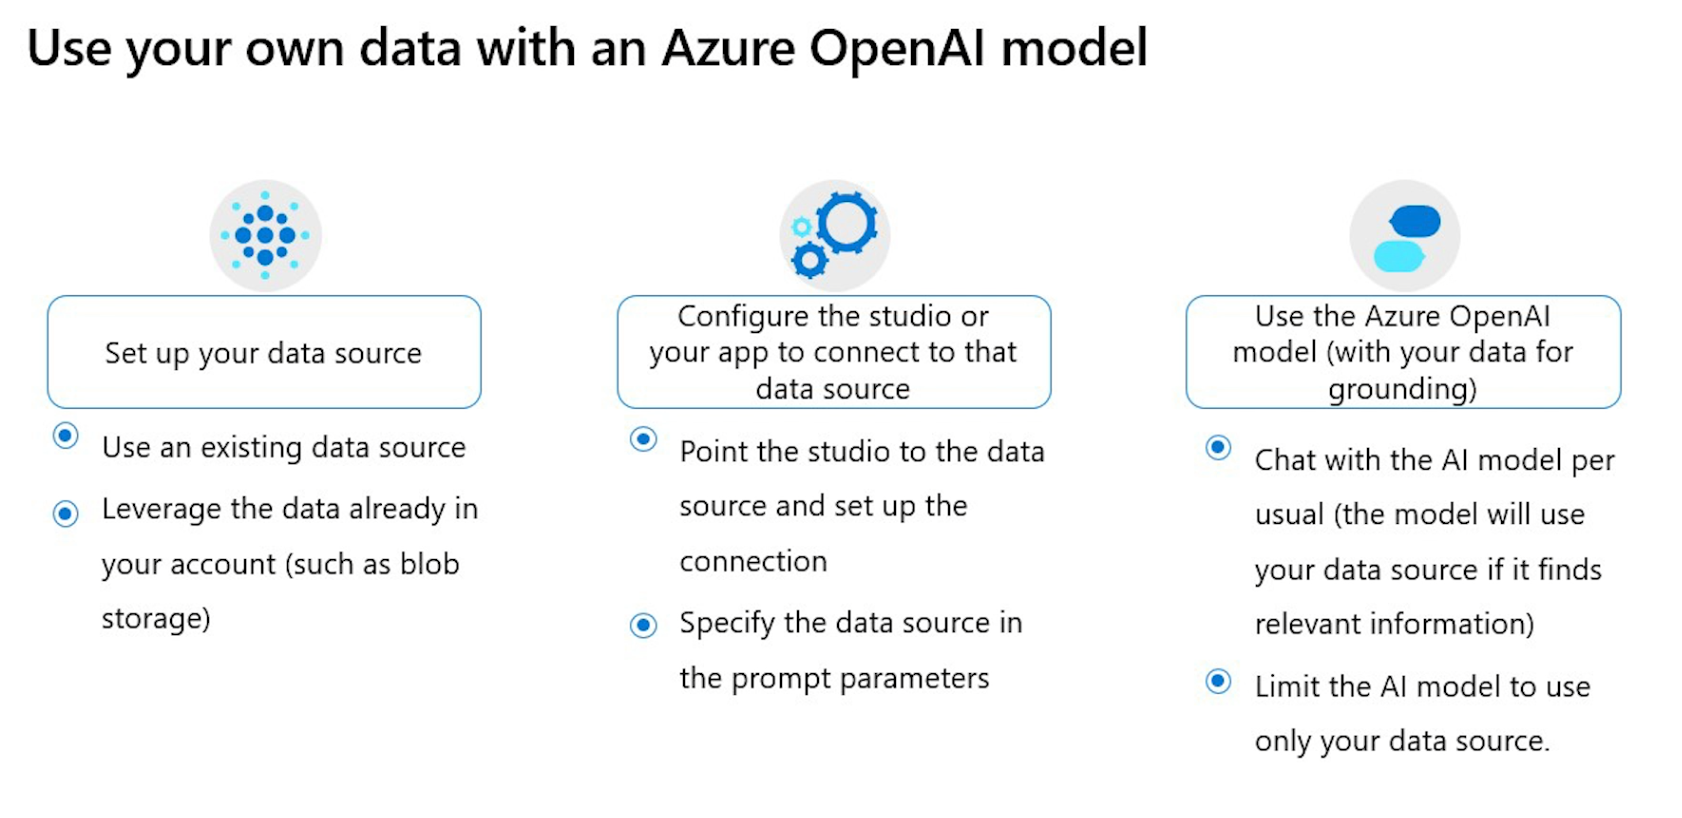 Use your own data with an Azure OpenAI model
Set up your data source
Use an existing data source
Leverage the data already in
your account (such as blob
storage)
Configure the studio or
your app to connect to that
data source
Point the studio to the data
source and set up the
connection
Specify the data source in
the prompt parameters
Use the Azure OpenAI
model (with your data for
grounding)
Chat with the AI model per
usual (the model will use
your data source if it finds
relevant information)
Limit the AI model to use
only your data source.